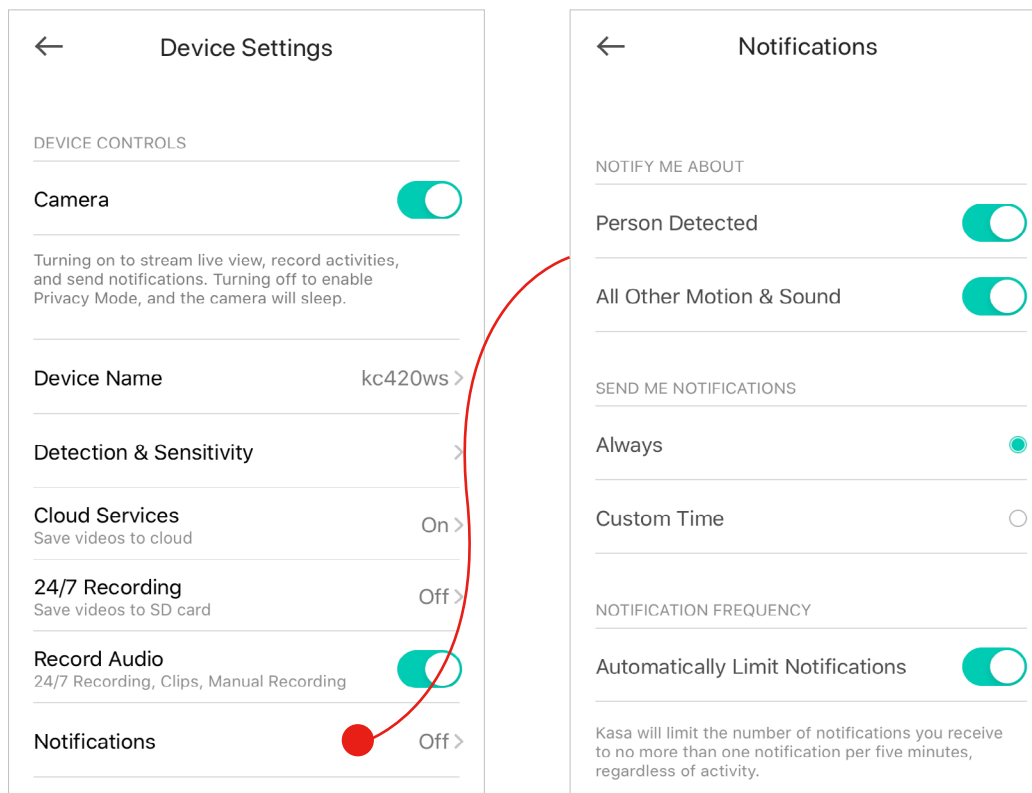 Device Settings
DEVICE CONTROLS
Camera
Turning on to stream live view, record activities,
and send notifications. Turning off to enable
Privacy Mode, and the camera will sleep.
Device Name kc420ws
Detection & Sensitivity
Cloud Services
Save videos to cloud
On
24/7 Recording
Save videos to SD card
Off
Record Audio
24/7 Recording, Clips, Manual Recording
Notifications Off
Notifications
NOTIFY ME ABOUT
Person Detected
All Other Motion & Sound
SEND ME NOTIFICATIONS
Always
Custom Time
NOTIFICATION FREQUENCY
Automatically Limit Notifications
Kasa will limit the number of notifications you receive
to no more than one notification per five minutes,
regardless of activity.